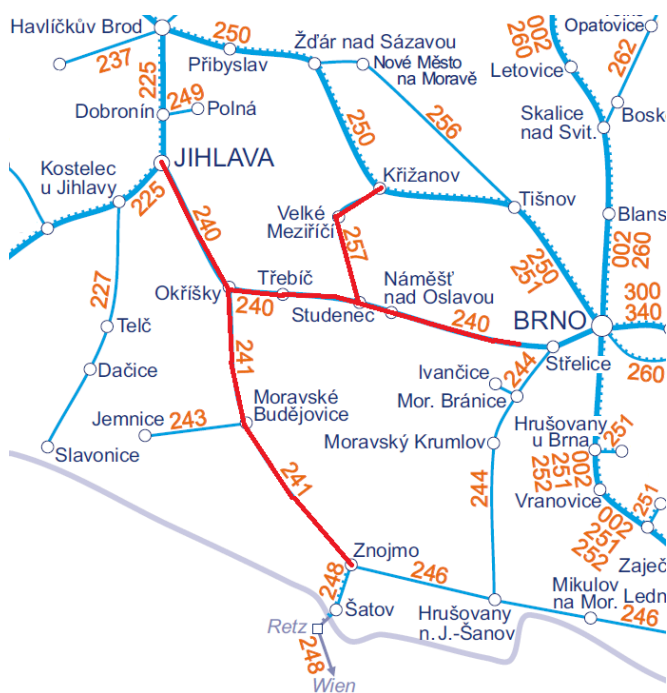 Havlíčkův Brod
250
002
260
Opatovice
262
237
Přibyslav
Žďár nad Sázavou
Nové Město
na Moravě
Letovice
225
249
Polná
Dobronín
250
256
Skalice
nad Svit.
Bosk
Kostelec
u Jihlavy
JIHLAVA
225
Křižanov
Tišnov
240
Velké
Meziříčí
257
Blans
002
260
250
251
227
Okříšky
Třebíč
240
Studenec
Náměšť
nad Oslavou
240
BRNO
300
340
Telč
241
Střelice
260
Dačice
Ivančice
244
Mor. Bránice
Jemnice
243
Moravské
Budějovice
Hrušovany
u Brna
251
Slavonice
Moravský Krumlov
002
251
252
Vranovice
241
244
251
002
251
252
Znojmo
Zaječ
248
246
Mikulov
na Mor.
Ledn
246
Šatov
Hrušovany
n. J.-Šanov
Retz
248
Wien